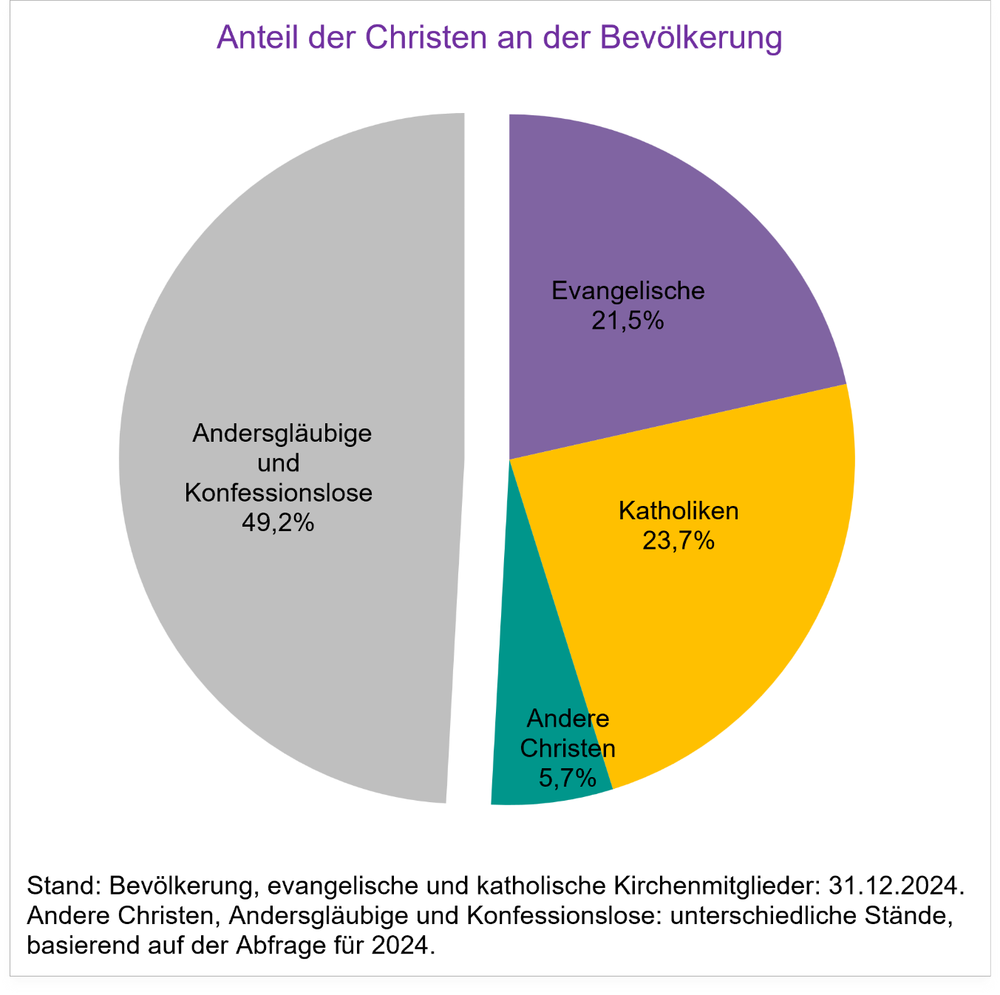 Anteil der Christen an der Bevölkerung
Evangelische
21,5%
Andersgläubige
und
Konfessionslose
49,2%
Katholiken
23,7%
Andere
Christen
5,7%
Stand: Bevölkerung, evangelische und katholische Kirchenmitglieder: 31.12.2024.
Andere Christen, Andersgläubige und Konfessionslose: unterschiedliche Stände,
basierend auf der Abfrage für 2024.